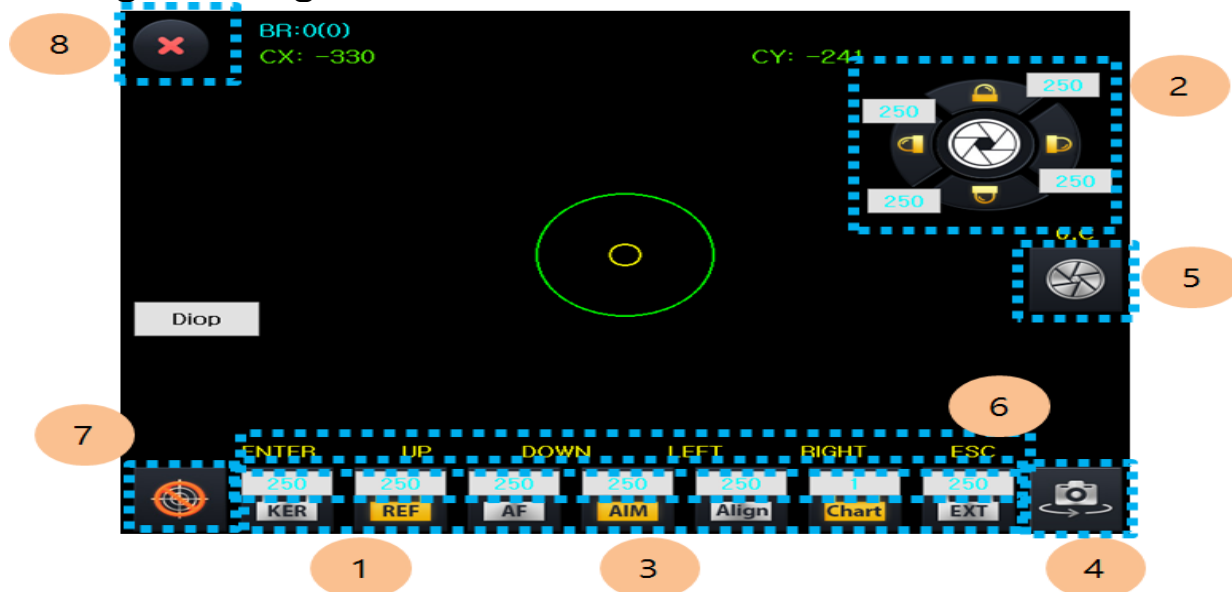 8
BR:0(0)
CX: -330
CY: -241
2
250
250
250
250
5
Diop
6
7
ENTER UP DOWN LEFT RIGHT ESC
250 250 250 250 250 1 250
KER REF AF AIM Align Chart EXT
1
3
4